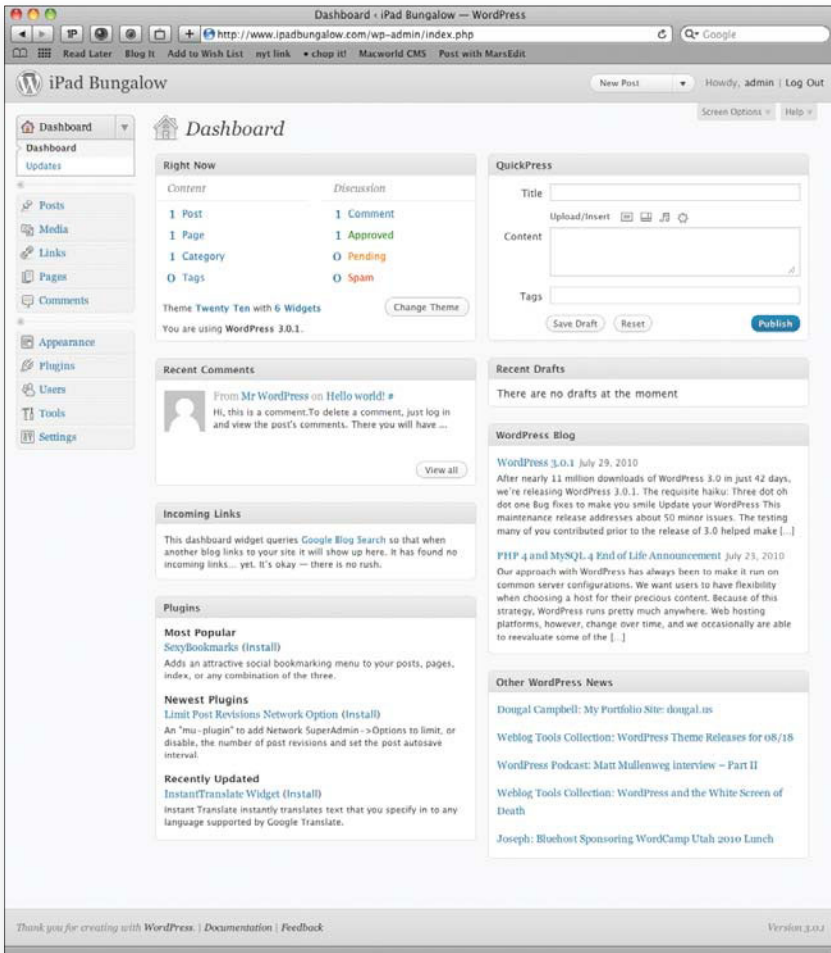 Dashboard ‹ iPad Bungalow — WordPress
1P
http://www.ipadbungalow.com/wp-admin/index.php
Google
Read Later Blog It Add to Wish List nyt link • chop it! Macworld CMS Post with MarsEdit
iPad Bungalow
New Post
Howdy, admin | Log Out
Screen Options
Help
Dashboard
Dashboard
Updates
Posts
Media
Links
Pages
Comments
Appearance
Plugins
Users
Tools
Settings
Dashboard
Right Now
Content
Discussion
1 Post
1 Comment
1 Page
1 Approved
1 Category
0 Pending
0 Tags
0 Spam
Theme Twenty Ten with 6 Widgets
Change Theme
You are using WordPress 3.0.1.
Recent Comments
From Mr WordPress on Hello world! #
Hi, this is a comment.To delete a comment, just log in
and view the post's comments. There you will have ...
View all
Incoming Links
This dashboard widget queries Google Blog Search so that when
another blog links to your site it will show up here. It has found no
incoming links... yet. It's okay — there is no rush.
Plugins
Most Popular
SexyBookmarks (Install)
Adds an attractive social bookmarking menu to your posts, pages,
index, or any combination of the three.
Newest Plugins
Limit Post Revisions Network Option (Install)
An "mu-plugin" to add Network SuperAdmin->Options to limit, or
disable, the number of post revisions and set the post autosave
interval.
Recently Updated
InstantTranslate Widget (Install)
Instant Translate instantly translates text that you specify in to any
language supported by Google Translate.
QuickPress
Title
Upload/Insert
Content
Tags
Save Draft
Reset
Publish
Recent Drafts
There are no drafts at the moment
WordPress Blog
WordPress 3.0.1 July 29, 2010
After nearly 11 million downloads of WordPress 3.0 in just 42 days,
we're releasing WordPress 3.0.1. The requisite haiku: Three dot oh
dot one Bug fixes to make you smile Update your WordPress This
maintenance release addresses about 50 minor issues. The testing
many of you contributed prior to the release of 3.0 helped make [...]
PHP 4 and MySQL 4 End of Life Announcement July 23, 2010
Our approach with WordPress has always been to make it run on
common server configurations. We want users to have flexibility
when choosing a host for their precious content. Because of this
strategy, WordPress runs pretty much anywhere. Web hosting
platforms, however, change over time, and we occasionally are able
to reevaluate some of the [...]
Other WordPress News
Dougal Campbell: My Portfolio Site: dougal.us
Weblog Tools Collection: WordPress Theme Releases for 08/18
WordPress Podcast: Matt Mullenweg interview – Part II
Weblog Tools Collection: WordPress and the White Screen of
Death
Joseph: Bluehost Sponsoring WordCamp Utah 2010 Lunch
Thank you for creating with WordPress. | Documentation | Feedback
Version 3.0.1